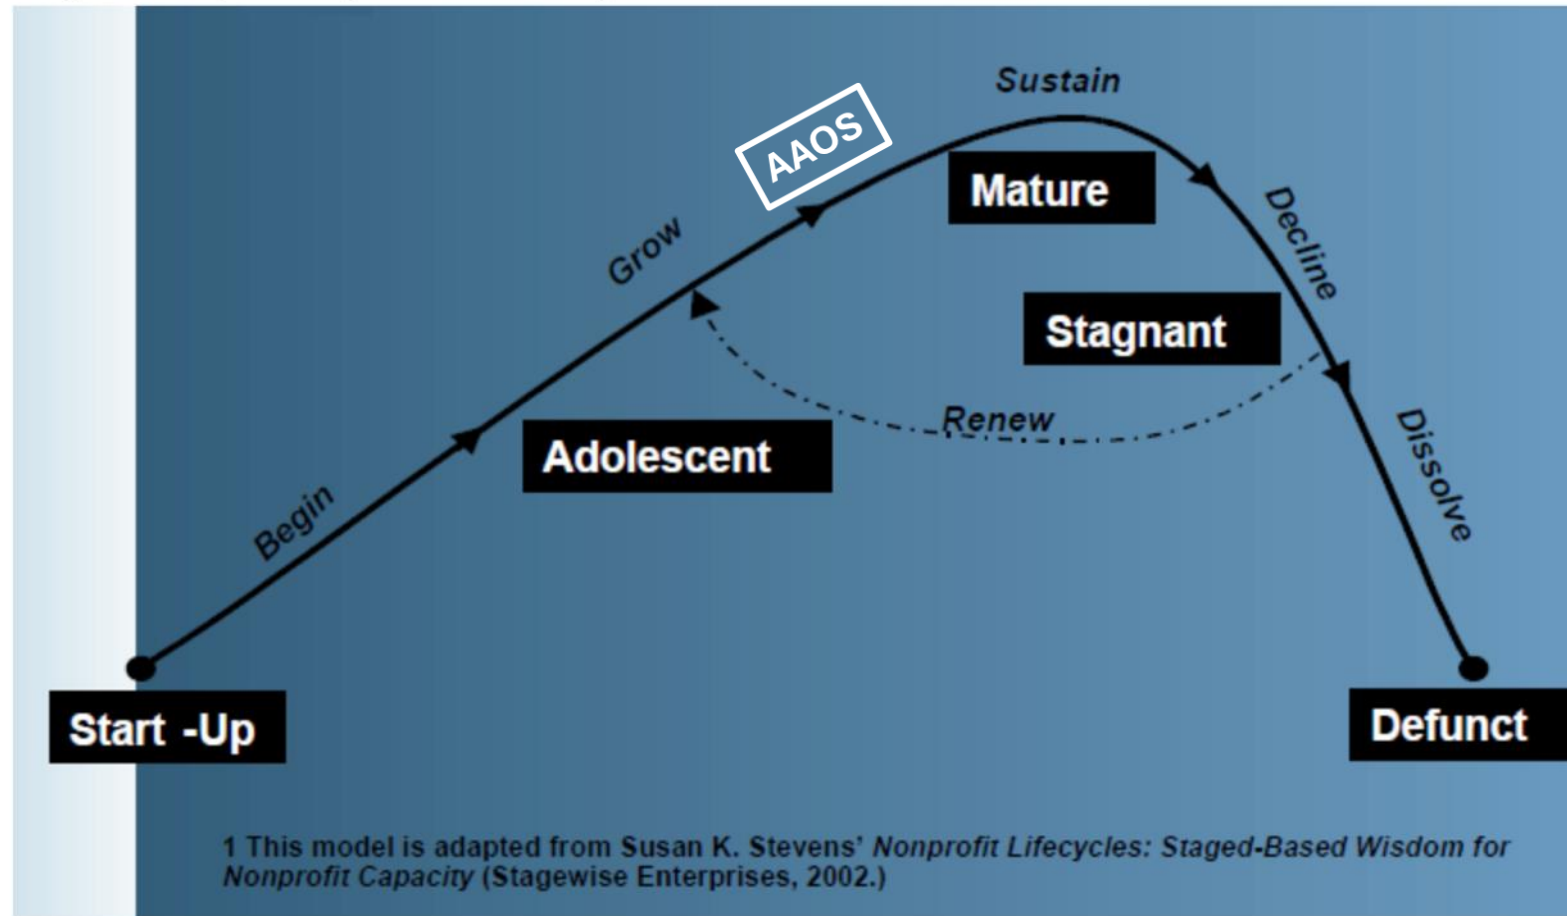 Sustain
AAOS
Mature
Grow
Decline
Stagnant
Renew
Adolescent
Dissolve
Begin
Start -Up
Defunct
1 This model is adapted from Susan K. Stevens’ Nonprofit Lifecycles: Staged-Based Wisdom for
Nonprofit Capacity (Stagewise Enterprises, 2002.)